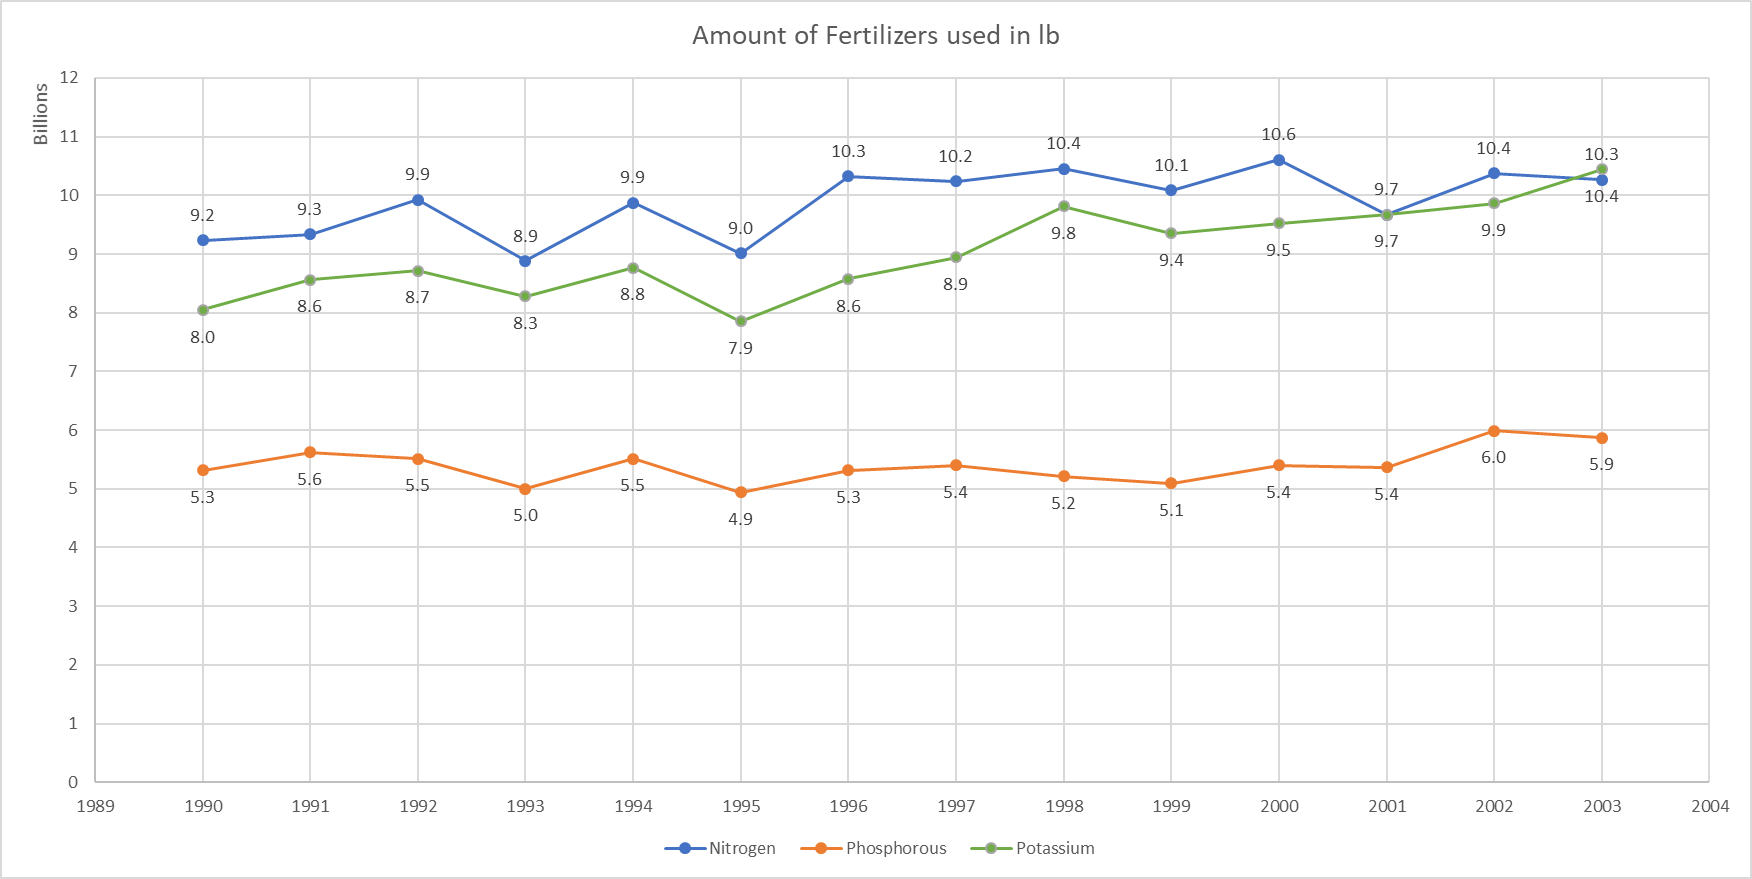 Amount of Fertilizers used in lb
Billions
12
11
10
9
8
7
6
5
4
3
2
1
0
9.2 9.3 9.9 8.9 9.9 9.0 10.3 10.2 10.4 10.1 10.6 9.7 10.4 10.3
8.0 8.6 8.7 8.3 8.8 7.9 8.6 8.9 9.8 9.4 9.5 9.7 9.9 10.4
5.3 5.6 5.5 5.0 5.5 4.9 5.3 5.4 5.2 5.1 5.4 5.4 6.0 5.9
1989 1990 1991 1992 1993 1994 1995 1996 1997 1998 1999 2000 2001 2002 2003 2004
Nitrogen Phosphorous Potassium